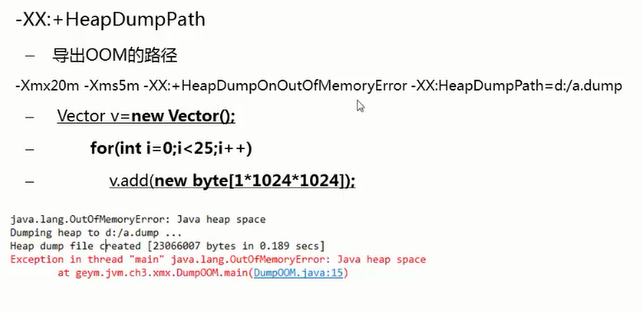 -XX:+HeapDumpPath
– 导出OOM的路径
-Xmx20m -Xms5m -XX:+HeapDumpOnOutOfMemoryError -XX:HeapDumpPath=d:/a.dump
– Vector v=new Vector();
– for(int i=0;i<25;i++)
– v.add(new byte[1*1024*1024]);
java.lang.OutOfMemoryError: Java heap space
Dumping heap to d:/a.dump ...
Heap dump file created [23066007 bytes in 0.189 secs]
Exception in thread "main" java.lang.OutOfMemoryError: Java heap space
at geym.jvm.ch3.xmx.DumpOOM.main(DumpOOM.java:15)